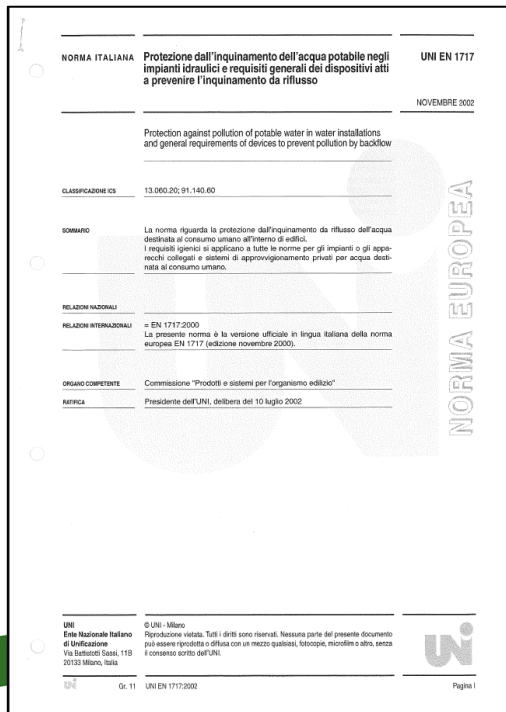 NORMA ITALIANA
Protezione dall'inquinamento dell'acqua potabile negli
impianti idraulici e requisiti generali dei dispositivi atti
a prevenire l'inquinamento da riflusso
UNI EN 1717
NOVEMBRE 2002
Protection against pollution of potable water in water installations
and general requirements of devices to prevent pollution by backflow
CLASSIFICAZIONE ICS
13.060.20; 91.140.60
SOMMARIO
La norma riguarda la protezione dall'inquinamento da riflusso dell'acqua
destinata al consumo umano all'interno di edifici.
I requisiti igienici si applicano a tutte le norme per gli impianti o gli appa-
recchi collegati e sistemi di approvvigionamento privati per acqua desti-
nata al consumo umano.
RELAZIONI NAZIONALI
RELAZIONI INTERNAZIONALI
= EN 1717:2000
La presente norma è la versione ufficiale in lingua italiana della norma
europea EN 1717 (edizione novembre 2000).
ORGANO COMPETENTE
Commissione "Prodotti e sistemi per l'organismo edilizio"
RATIFICA
Presidente dell'UNI, delibera del 10 luglio 2002
NORMA EUROPEA
UNI
Ente Nazionale Italiano
di Unificazione
Via Battistotti Sassi, 11B
20133 Milano, Italia
© UNI - Milano
Riproduzione vietata. Tutti i diritti sono riservati. Nessuna parte del presente documento
può essere riprodotta o diffusa con un mezzo qualsiasi, fotocopie, microfilm o altro, senza
il consenso scritto dell'UNI.
UNI
UNI
Gr. 11
UNI EN 1717:2002
Pagina I